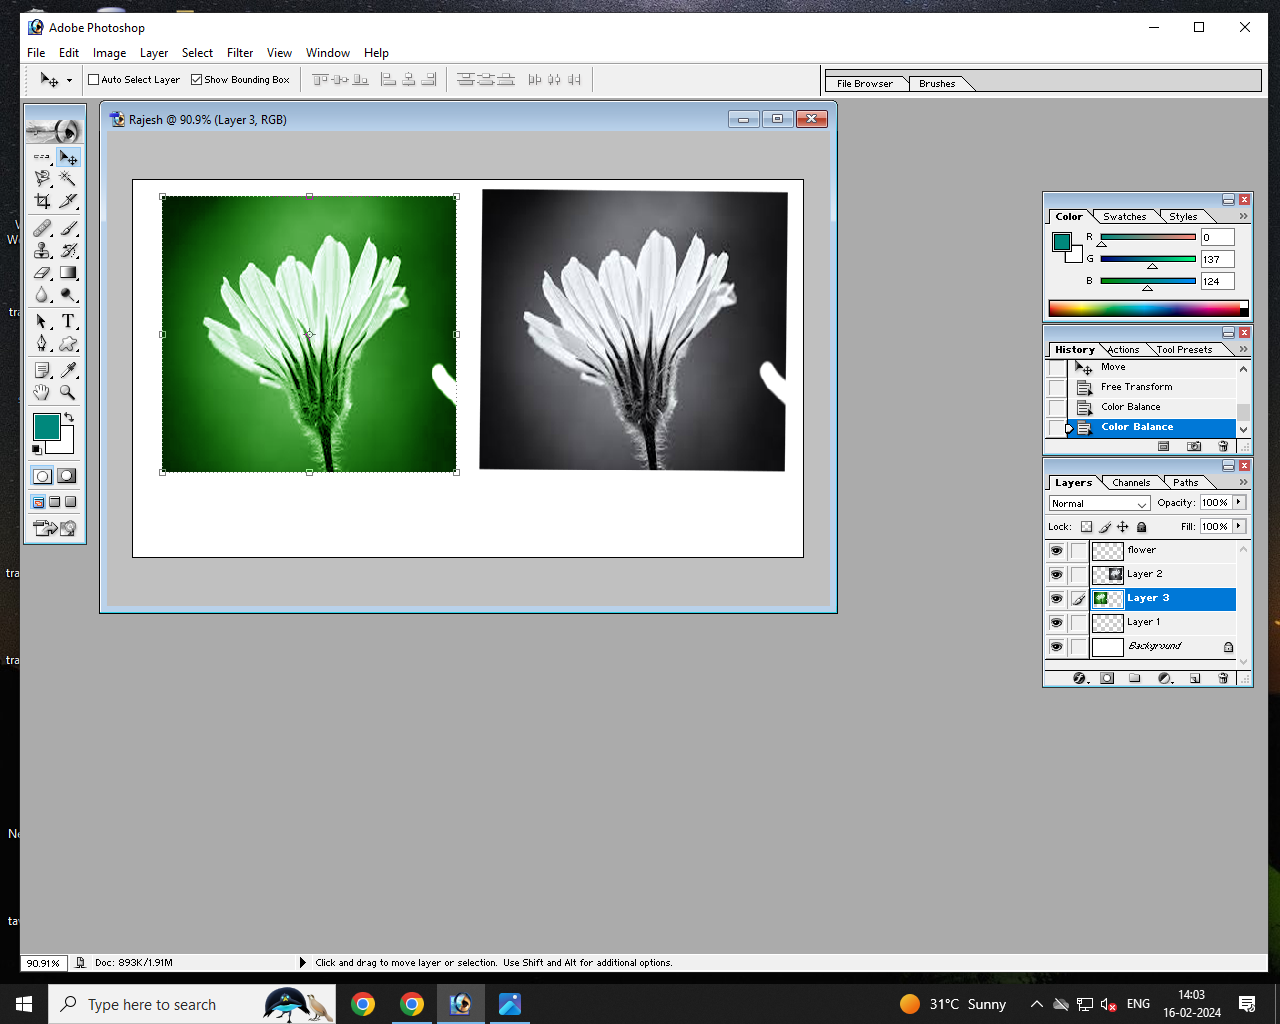 Adobe Photoshop
File Edit Image Layer Select Filter View Window Help
Auto Select Layer Show Bounding Box File Browser Brushes
Rajesh @ 90.9% (Layer 3, RGB)
Color Swatches Styles
R 0
G 137
B 124
History Actions Tool Presets
Move
Free Transform
Color Balance
Color Balance
Layers Channels Paths
Normal Opacity: 100%
Lock: Fill: 100%
flower
Layer 2
Layer 3
Layer 1
Background
90.91% Doc: 893K/1.91M Click and drag to move layer or selection. Use Shift and Alt for additional options.
Type here to search 31°C Sunny ENG 14:03
16-02-2024